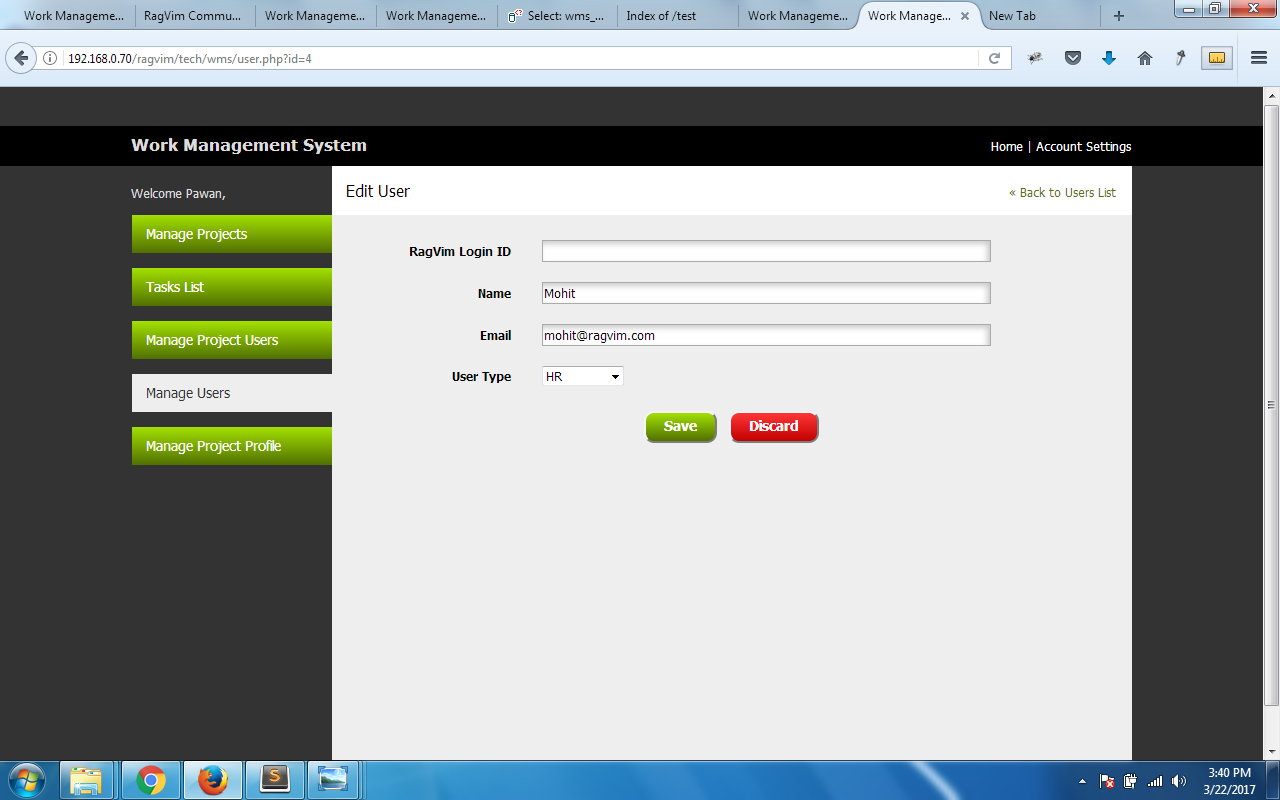 Work Manageme...
RagVim Commu...
Work Manageme...
Work Manageme...
Select: wms_...
Index of /test
Work Manageme...
Work Manage...
New Tab
192.168.0.70/ragvim/tech/wms/user.php?id=4
Work Management System
Home | Account Settings
Welcome Pawan,
Edit User
« Back to Users List
Manage Projects
Tasks List
Manage Project Users
Manage Users
Manage Project Profile
RagVim Login ID
Name Mohit
Email mohit@ragvim.com
User Type HR
Save Discard
3:40 PM
3/22/2017